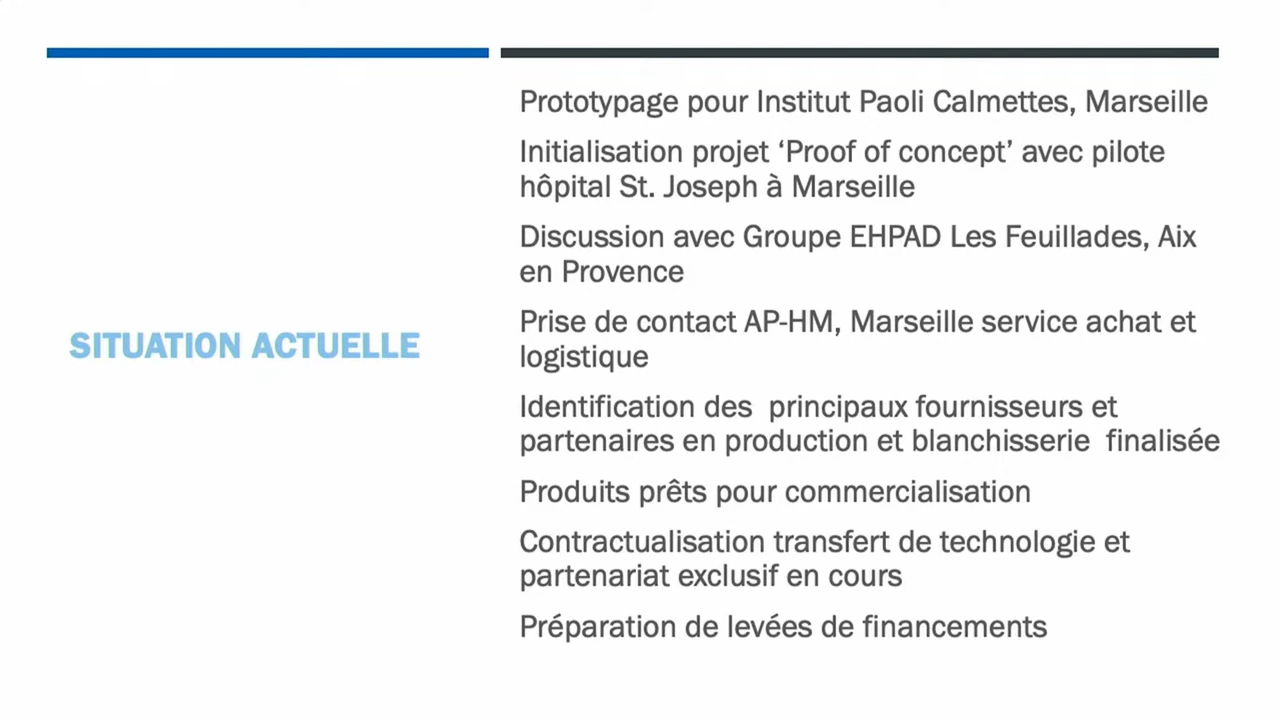 SITUATION ACTUELLE
Prototypage pour Institut Paoli Calmettes, Marseille
Initialisation projet ‘Proof of concept’ avec pilote
hôpital St. Joseph à Marseille
Discussion avec Groupe EHPAD Les Feuillades, Aix
en Provence
Prise de contact AP-HM, Marseille service achat et
logistique
Identification des  principaux fournisseurs et
partenaires en production et blanchisserie  finalisée
Produits prêts pour commercialisation
Contractualisation transfert de technologie et
partenariat exclusif en cours
Préparation de levées de financements